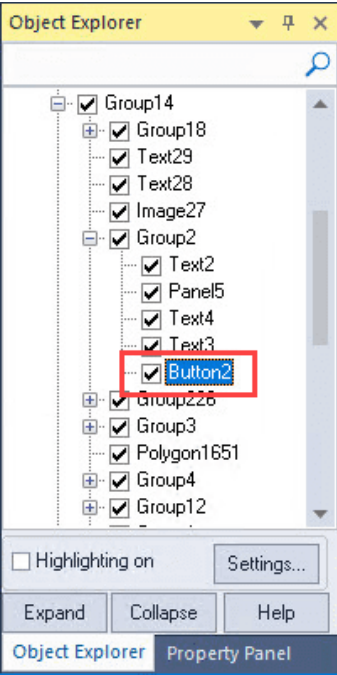 Object Explorer
Group14
Group18
Text29
Text28
Image27
Group2
Text2
Panel5
Text4
Text3
Button2
Group226
Group3
Polygon1651
Group4
Group12
Highlighting on
Settings...
Expand Collapse Help
Object Explorer Property Panel